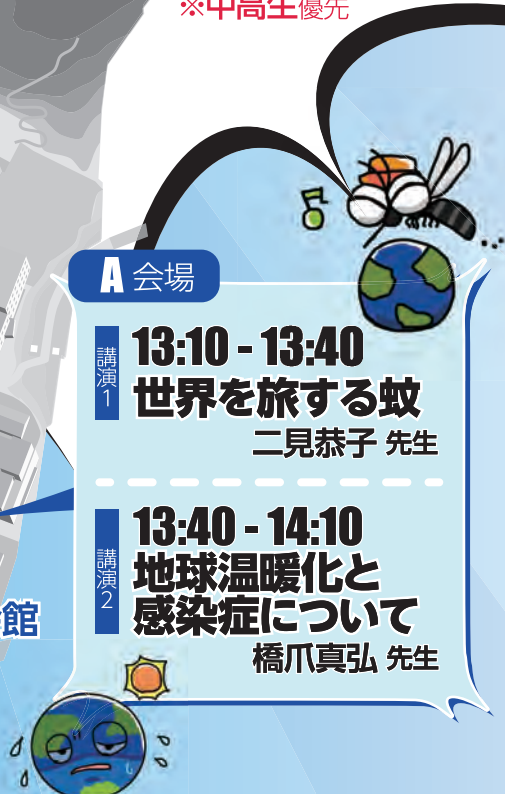 ※中高生優先
A 会場
講演1
13:10 - 13:40
世界を旅する蚊
二見恭子 先生
講演2
13:40 - 14:10
地球温暖化と
感染症について
橋爪真弘 先生
館